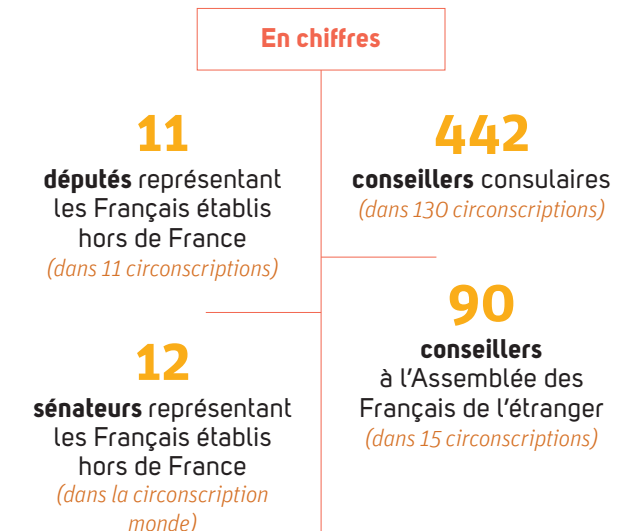 En chiffres
11
députés représentant
les Français établis
hors de France
(dans 11 circonscriptions)
12
sénateurs représentant
les Français établis
hors de France
(dans la circonscription
monde)
442
conseillers consulaires
(dans 130 circonscriptions)
90
conseillers
à l’Assemblée des
Français de l’étranger
(dans 15 circonscriptions)